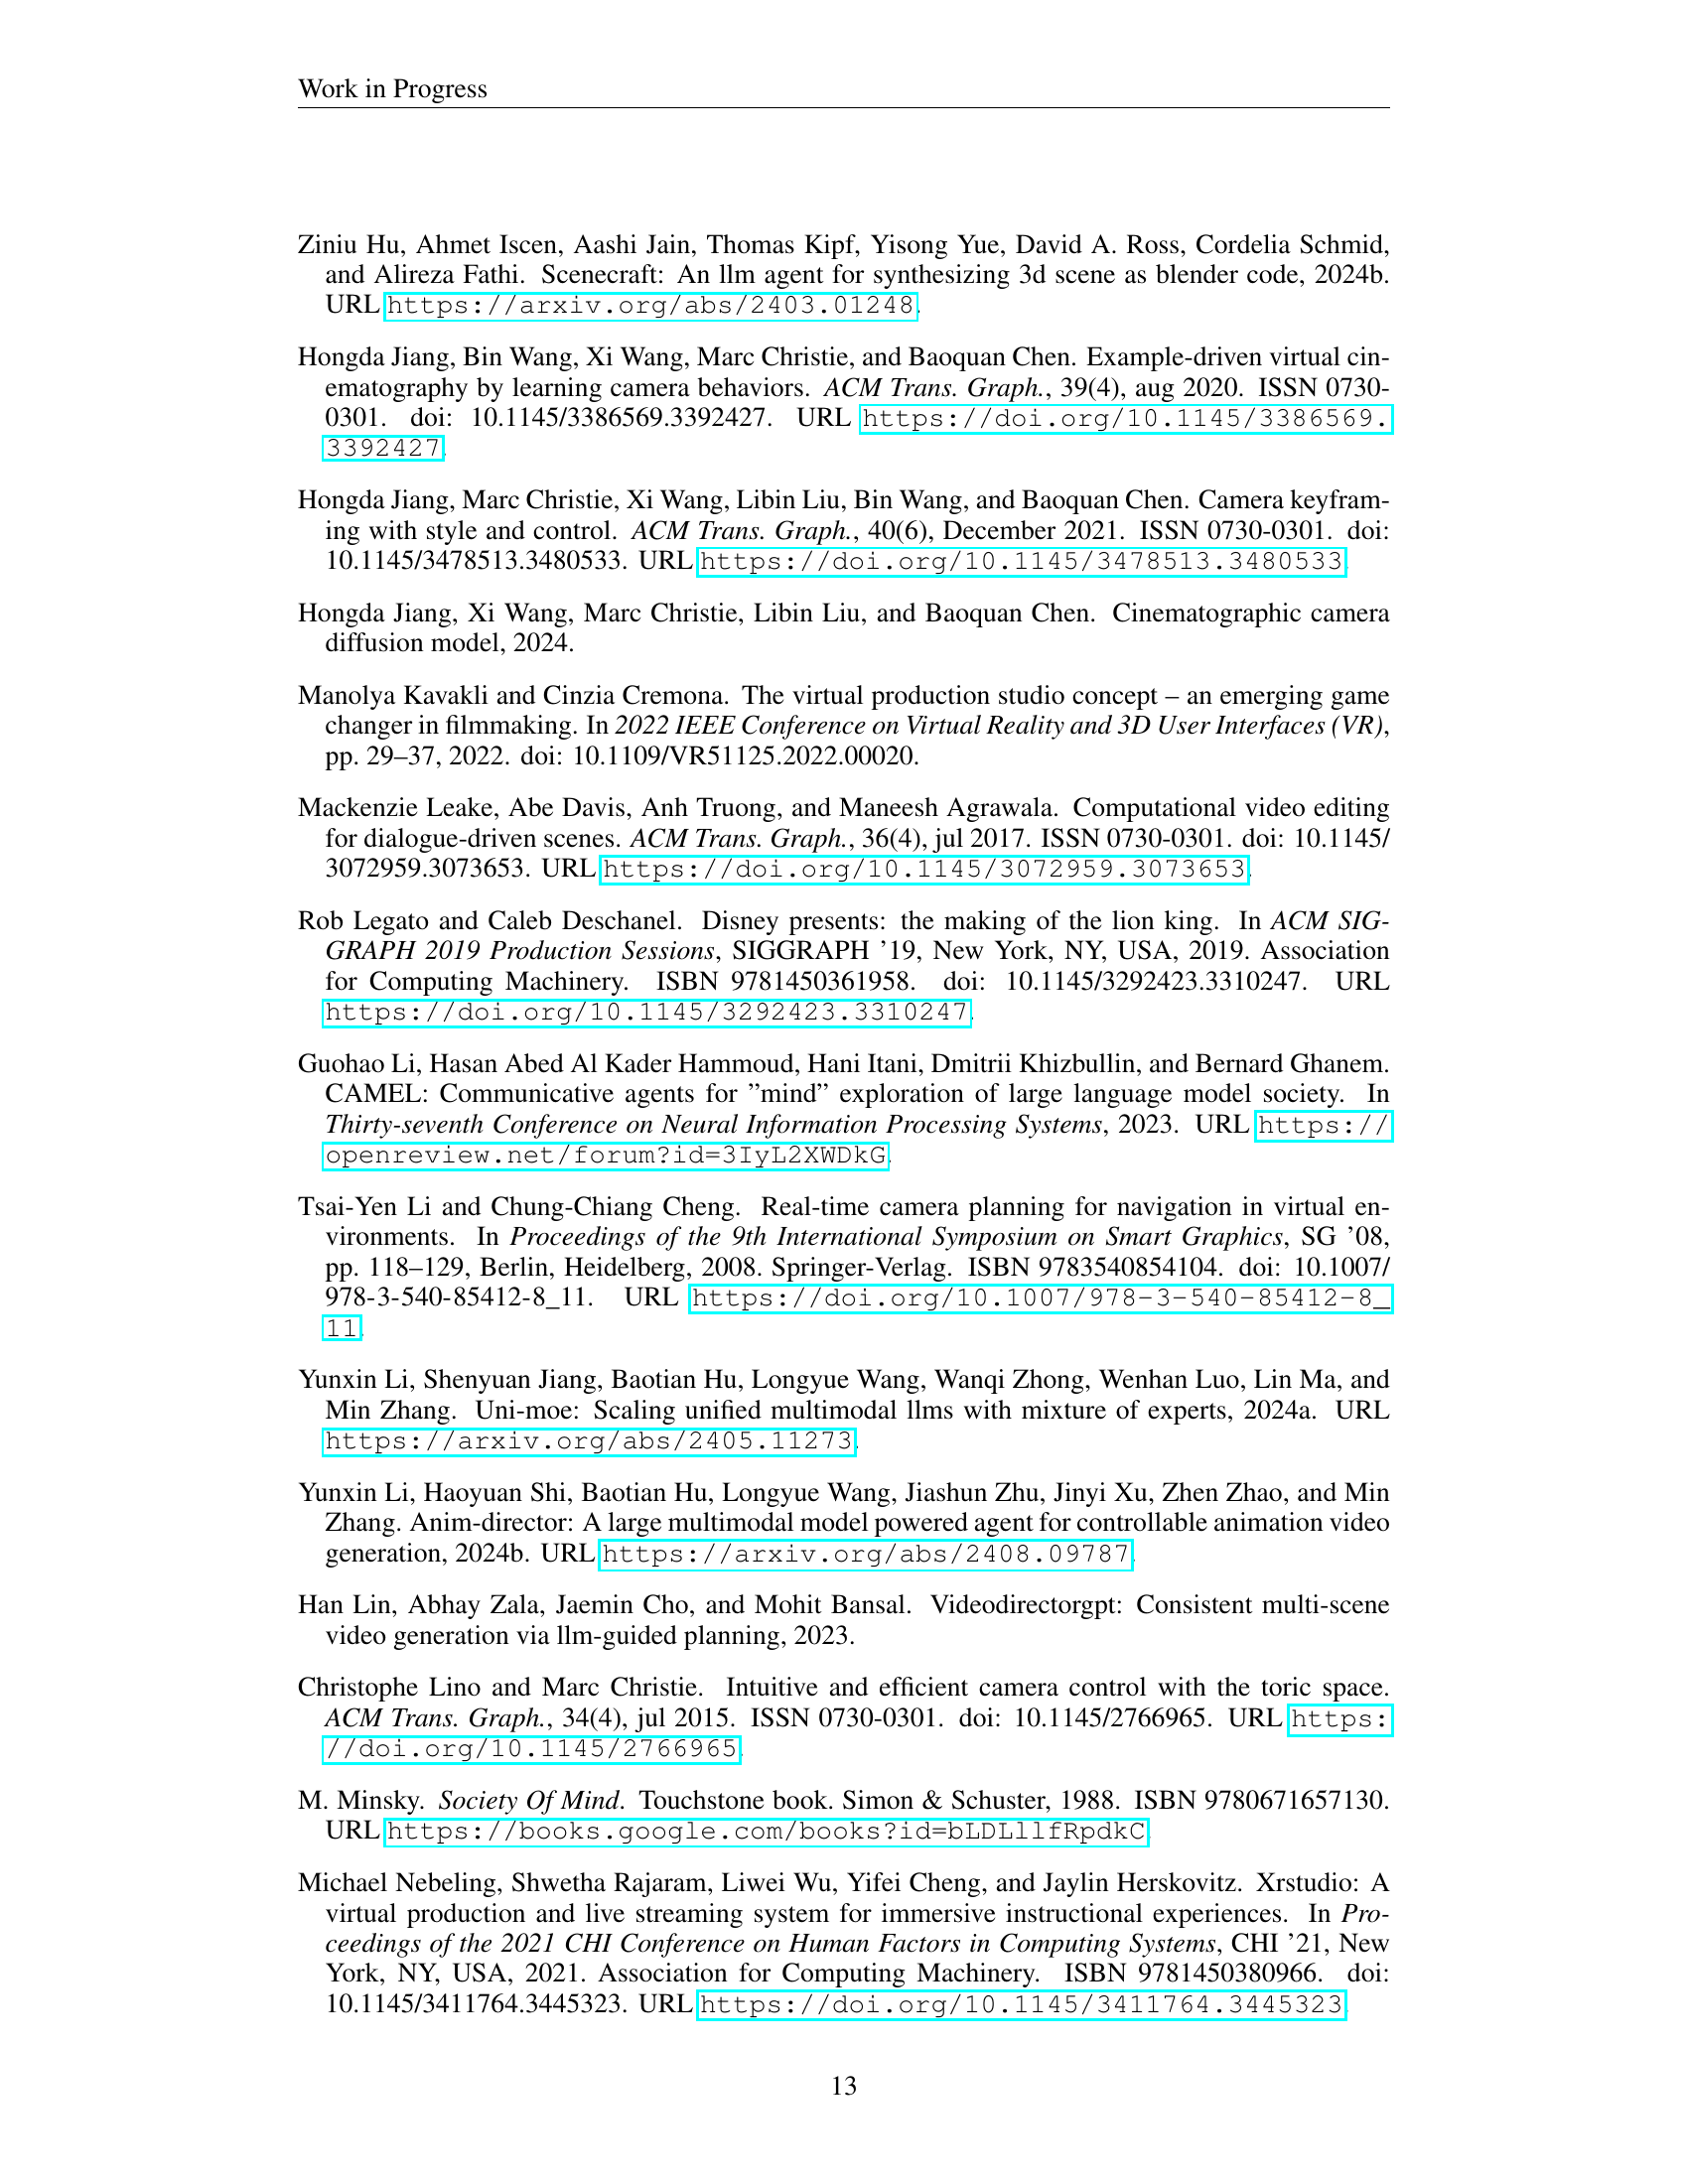 Work in Progress
Ziniu Hu, Ahmet Iscen, Aashi Jain, Thomas Kipf, Yisong Yue, David A. Ross, Cordelia Schmid,
and Alireza Fathi. Scenecraft: An llm agent for synthesizing 3d scene as blender code, 2024b.
URL https://arxiv.org/abs/2403.01248.
Hongda Jiang, Bin Wang, Xi Wang, Marc Christie, and Baoquan Chen. Example-driven virtual cin-
ematography by learning camera behaviors. ACM Trans. Graph., 39(4), aug 2020. ISSN 0730-
0301. doi: 10.1145/3386569.3392427. URL https://doi.org/10.1145/3386569.
3392427.
Hongda Jiang, Marc Christie, Xi Wang, Libin Liu, Bin Wang, and Baoquan Chen. Camera keyfram-
ing with style and control. ACM Trans. Graph., 40(6), December 2021. ISSN 0730-0301. doi:
10.1145/3478513.3480533. URL https://doi.org/10.1145/3478513.3480533.
Hongda Jiang, Xi Wang, Marc Christie, Libin Liu, and Baoquan Chen. Cinematographic camera
diffusion model, 2024.
Manolya Kavakli and Cinzia Cremona. The virtual production studio concept – an emerging game
changer in filmmaking. In 2022 IEEE Conference on Virtual Reality and 3D User Interfaces (VR),
pp. 29–37, 2022. doi: 10.1109/VR51125.2022.00020.
Mackenzie Leake, Abe Davis, Anh Truong, and Maneesh Agrawala. Computational video editing
for dialogue-driven scenes. ACM Trans. Graph., 36(4), jul 2017. ISSN 0730-0301. doi: 10.1145/
3072959.3073653. URL https://doi.org/10.1145/3072959.3073653.
Rob Legato and Caleb Deschanel. Disney presents: the making of the lion king. In ACM SIG-
GRAPH 2019 Production Sessions, SIGGRAPH ’19, New York, NY, USA, 2019. Association
for Computing Machinery. ISBN 9781450361958. doi: 10.1145/3292423.3310247. URL
https://doi.org/10.1145/3292423.3310247.
Guohao Li, Hasan Abed Al Kader Hammoud, Hani Itani, Dmitrii Khizbullin, and Bernard Ghanem.
CAMEL: Communicative agents for ”mind” exploration of large language model society. In
Thirty-seventh Conference on Neural Information Processing Systems, 2023. URL https://
openreview.net/forum?id=3IyL2XWDkG.
Tsai-Yen Li and Chung-Chiang Cheng. Real-time camera planning for navigation in virtual en-
vironments. In Proceedings of the 9th International Symposium on Smart Graphics, SG ’08,
pp. 118–129, Berlin, Heidelberg, 2008. Springer-Verlag. ISBN 9783540854104. doi: 10.1007/
978-3-540-85412-8_11. URL https://doi.org/10.1007/978-3-540-85412-8_
11.
Yunxin Li, Shenyuan Jiang, Baotian Hu, Longyue Wang, Wanqi Zhong, Wenhan Luo, Lin Ma, and
Min Zhang. Uni-moe: Scaling unified multimodal llms with mixture of experts, 2024a. URL
https://arxiv.org/abs/2405.11273.
Yunxin Li, Haoyuan Shi, Baotian Hu, Longyue Wang, Jiashun Zhu, Jinyi Xu, Zhen Zhao, and Min
Zhang. Anim-director: A large multimodal model powered agent for controllable animation video
generation, 2024b. URL https://arxiv.org/abs/2408.09787.
Han Lin, Abhay Zala, Jaemin Cho, and Mohit Bansal. Videodirectorgpt: Consistent multi-scene
video generation via llm-guided planning, 2023.
Christophe Lino and Marc Christie. Intuitive and efficient camera control with the toric space.
ACM Trans. Graph., 34(4), jul 2015. ISSN 0730-0301. doi: 10.1145/2766965. URL https:
//doi.org/10.1145/2766965.
M. Minsky. Society Of Mind. Touchstone book. Simon & Schuster, 1988. ISBN 9780671657130.
URL https://books.google.com/books?id=bLDLllfRpdkC.
Michael Nebeling, Shwetha Rajaram, Liwei Wu, Yifei Cheng, and Jaylin Herskovitz. Xrstudio: A
virtual production and live streaming system for immersive instructional experiences. In Pro-
ceedings of the 2021 CHI Conference on Human Factors in Computing Systems, CHI ’21, New
York, NY, USA, 2021. Association for Computing Machinery. ISBN 9781450380966. doi:
10.1145/3411764.3445323. URL https://doi.org/10.1145/3411764.3445323.
13